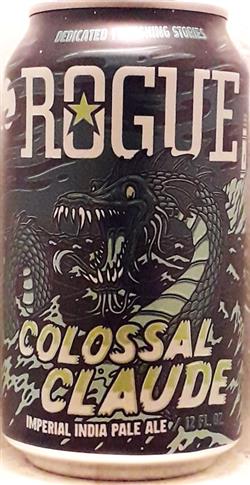 DEDICATED
STORIES
ROGUE
COLOSSAL
CLAUDE
IMPERIAL INDIA PALE ALE
12 FL. OZ.